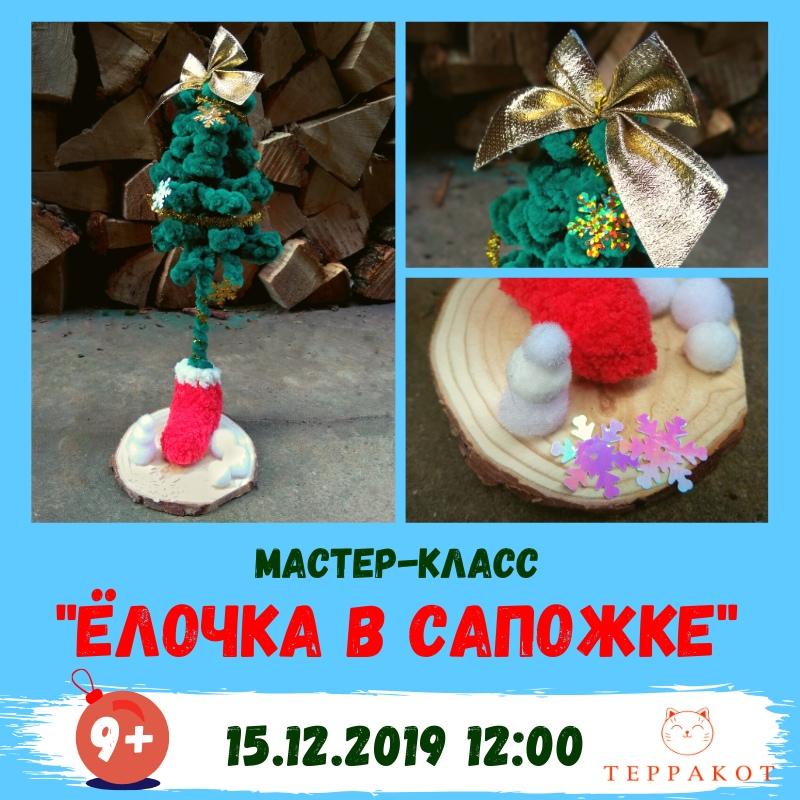 МАСТЕР-КЛАСС
"ЁЛОЧКА В САПОЖКЕ"
9+
15.12.2019 12:00
ТЕРРАКОТ